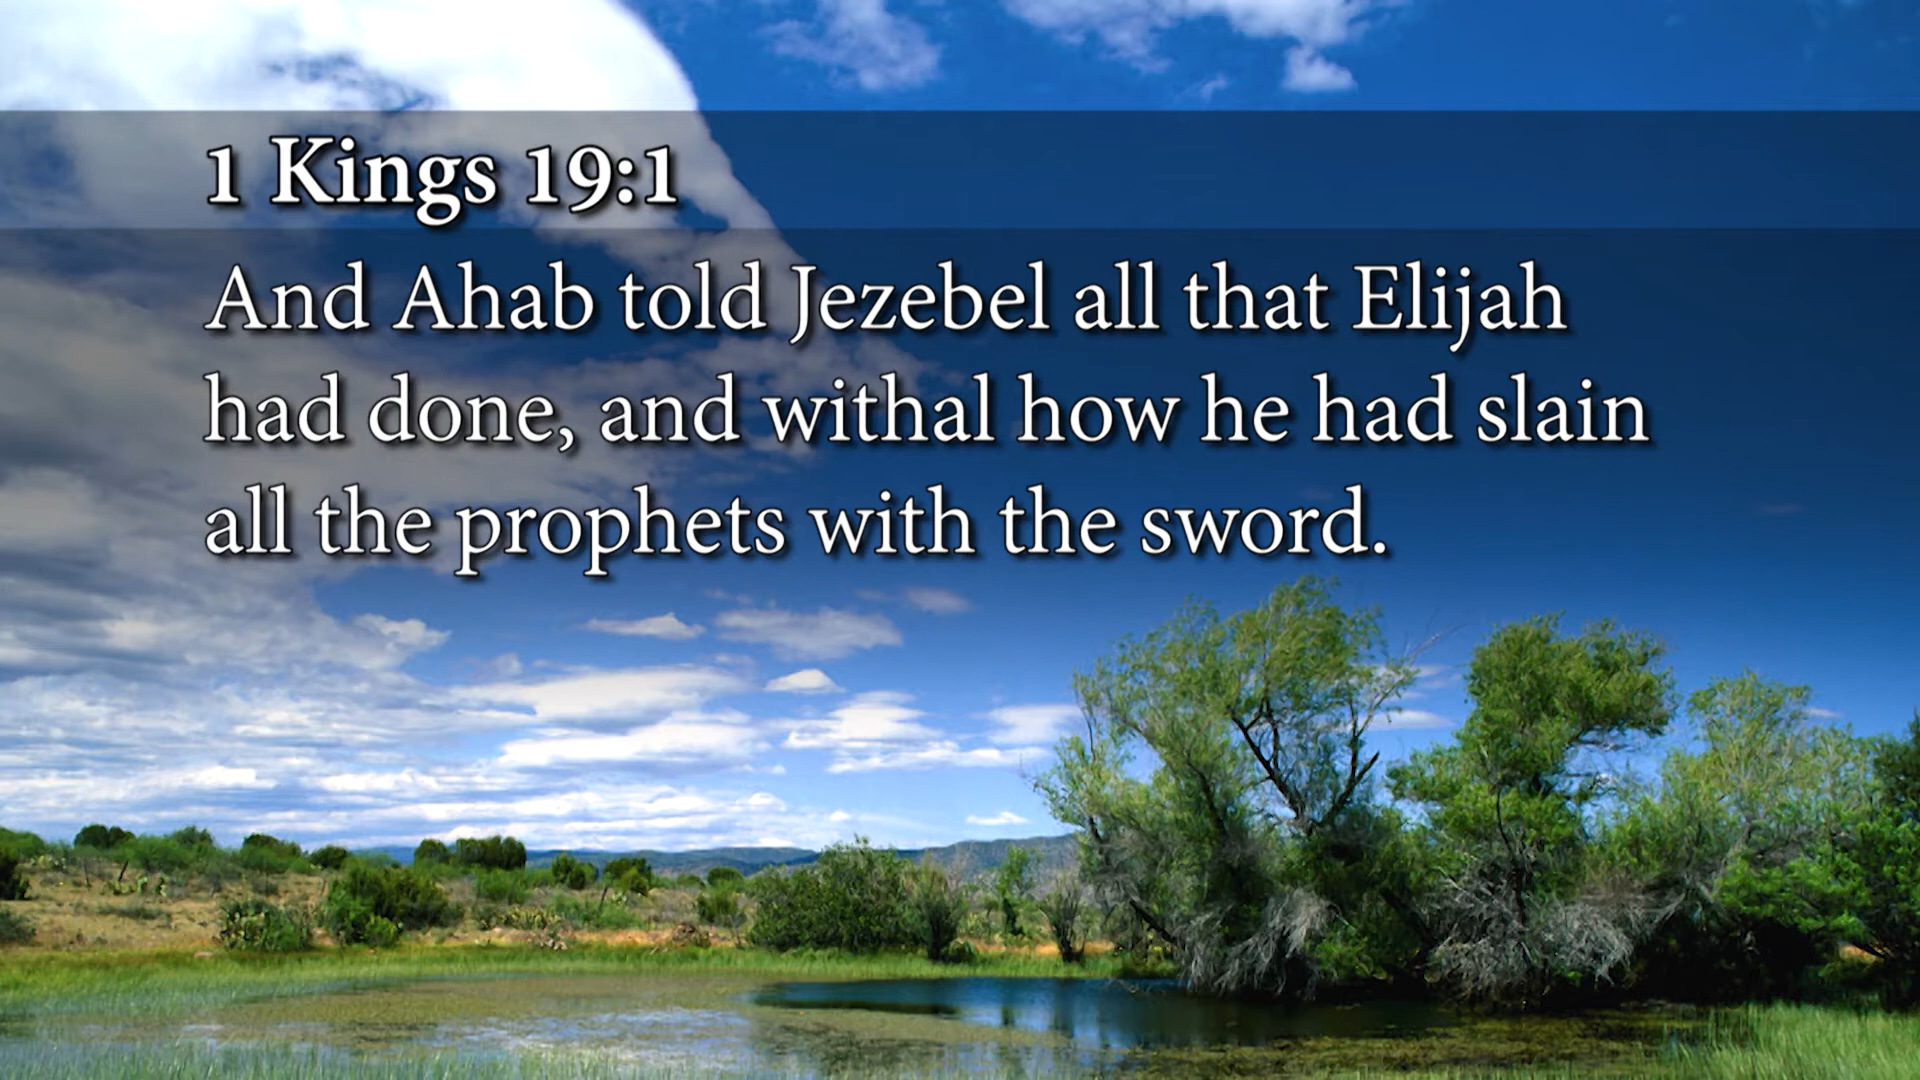 1 Kings 19:1
And Ahab told Jezebel all that Elijah
had done, and withal how he had slain
all the prophets with the sword.